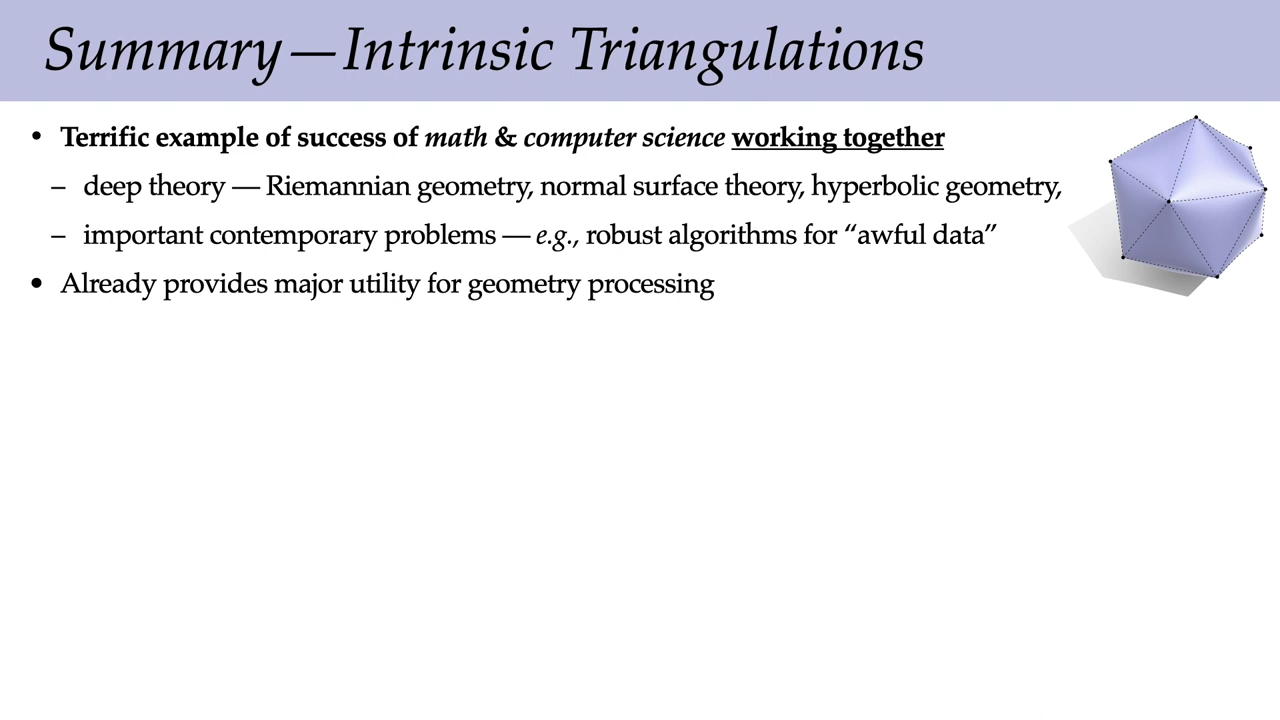 Summary—Intrinsic Triangulations
• Terrific example of success of math & computer science working together
– deep theory — Riemannian geometry, normal surface theory, hyperbolic geometry,
– important contemporary problems — e.g., robust algorithms for “awful data”
• Already provides major utility for geometry processing